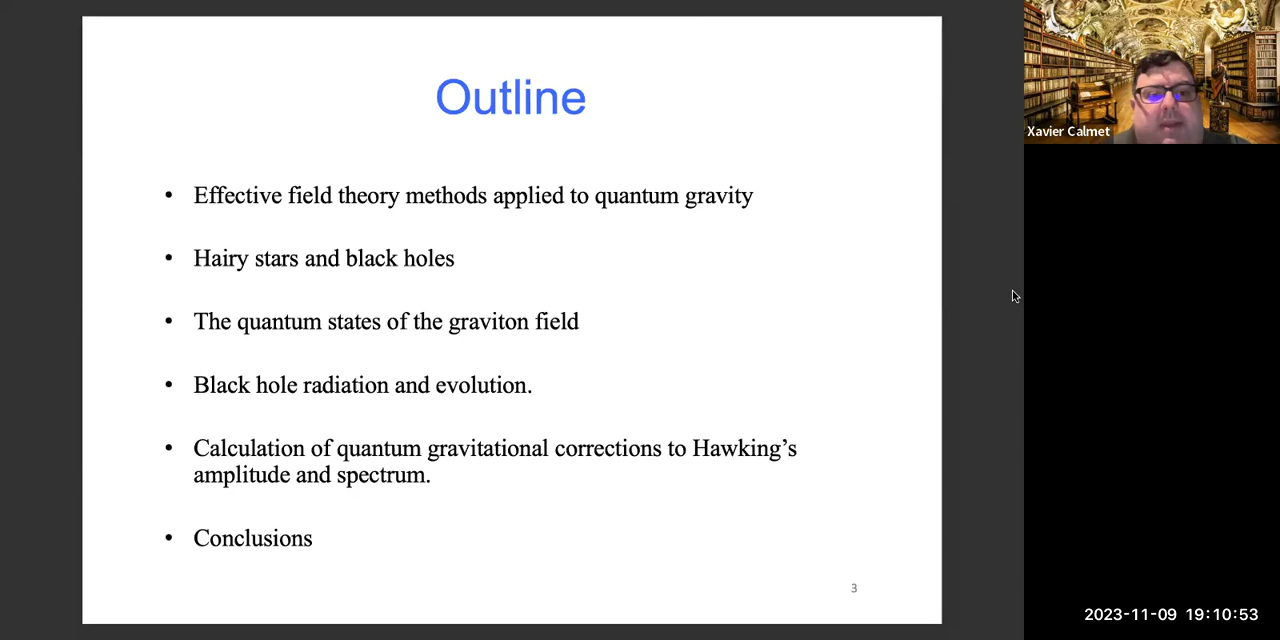 Outline
• Effective field theory methods applied to quantum gravity
• Hairy stars and black holes
• The quantum states of the graviton field
• Black hole radiation and evolution.
• Calculation of quantum gravitational corrections to Hawking’s
amplitude and spectrum.
• Conclusions
3
Xavier Calmet
2023-11-09 19:10:53